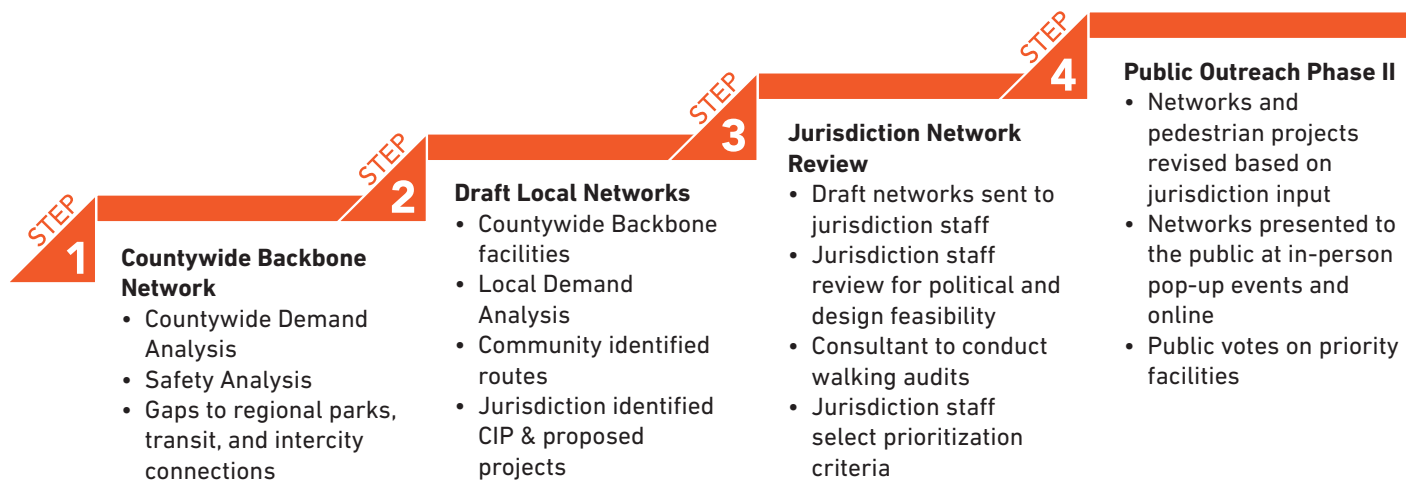 STEP
1
Countywide Backbone
Network
• Countywide Demand
Analysis
• Safety Analysis
• Gaps to regional parks,
transit, and intercity
connections
STEP
2
Draft Local Networks
• Countywide Backbone
facilities
• Local Demand
Analysis
• Community identified
routes
• Jurisdiction identified
CIP & proposed
projects
STEP
3
Jurisdiction Network
Review
• Draft networks sent to
jurisdiction staff
• Jurisdiction staff
review for political and
design feasibility
• Consultant to conduct
walking audits
• Jurisdiction staff
select prioritization
criteria
STEP
4
Public Outreach Phase II
• Networks and
pedestrian projects
revised based on
jurisdiction input
• Networks presented to
the public at in-person
pop-up events and
online
• Public votes on priority
facilities